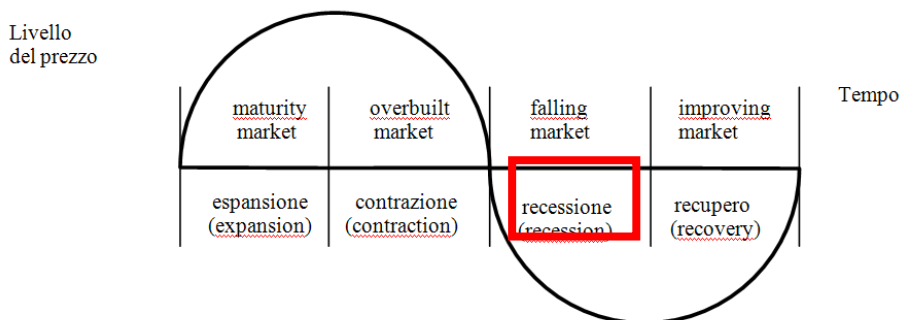 Livello
del prezzo
Tempo
maturity
market
overbuilt
market
falling
market
improving
market
espansione
(expansion)
contrazione
(contraction)
recessione
(recession)
recupero
(recovery)